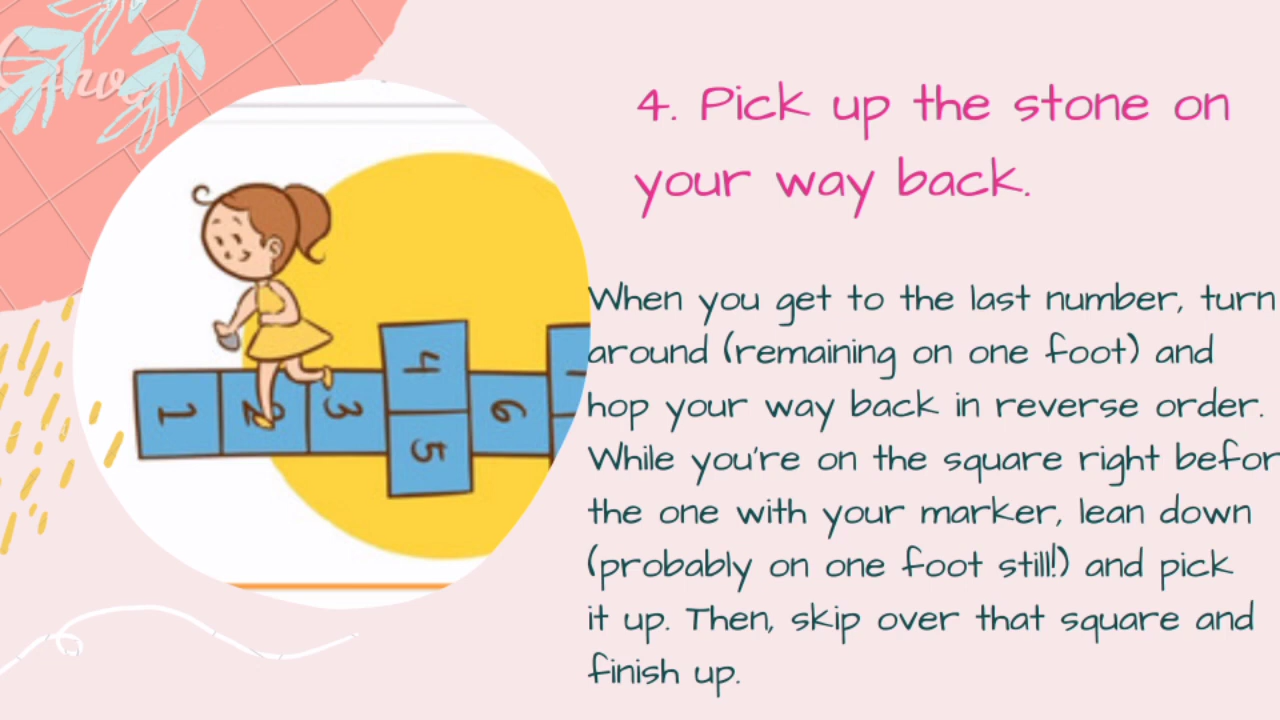 4. Pick up the stone on
your way back.
When you get to the last number, turn
around (remaining on one foot) and
hop your way back in reverse order.
While you're on the square right befor
the one with your marker, lean down
(probably on one foot still!) and pick
it up. Then, skip over that square and
finish up.
1
2
3
4
5
6